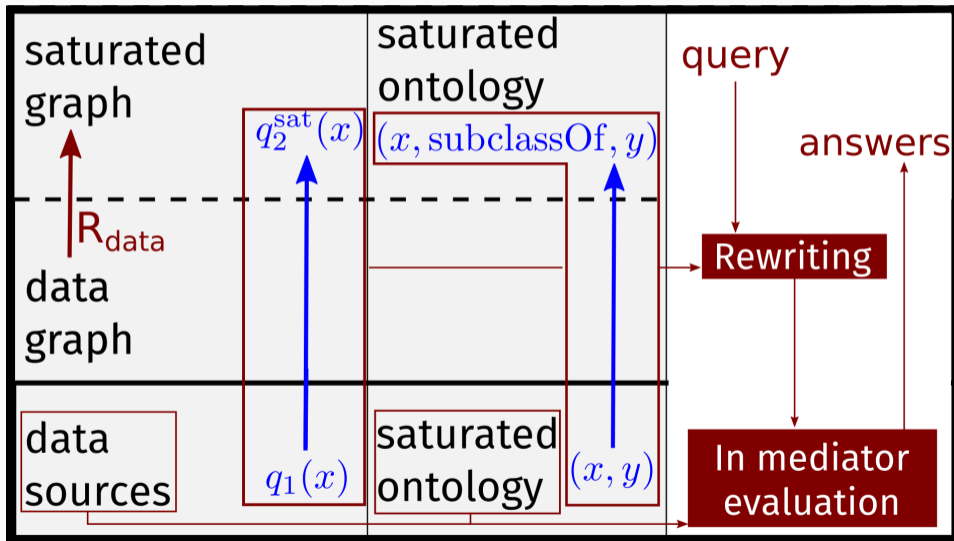 saturated
graph
R_data
data
graph
data
sources
q_2^sat(x)
q_1(x)
saturated
ontology
(x, subclassOf, y)
saturated
ontology
(x, y)
query
answers
Rewriting
In mediator
evaluation